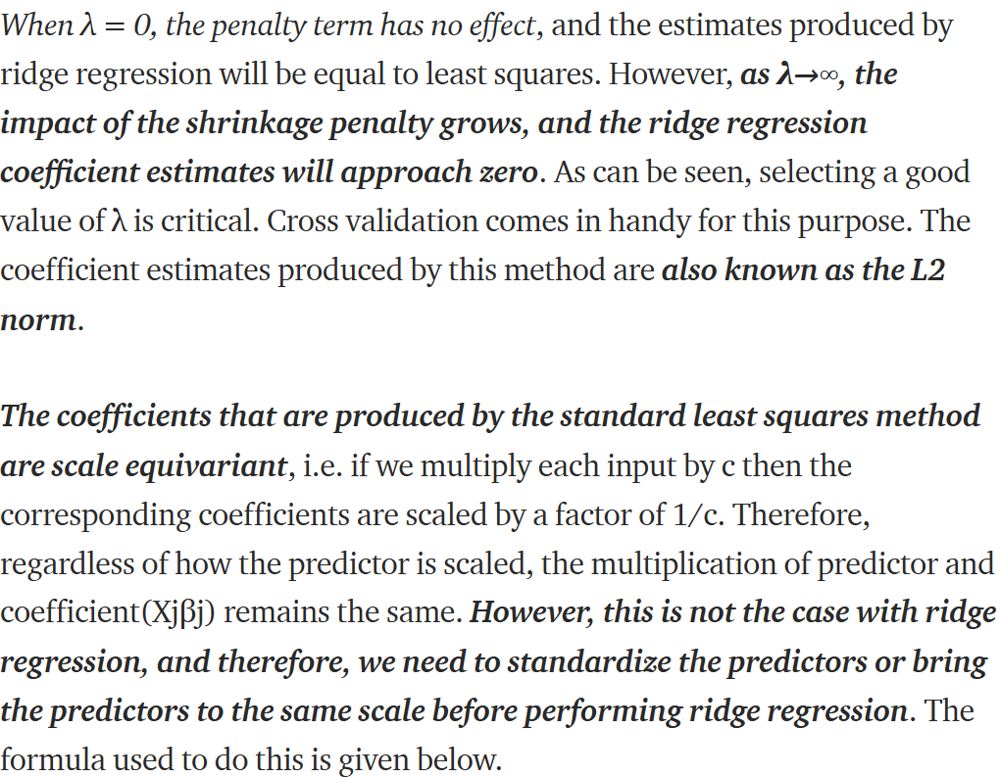 When λ = 0, the penalty term has no effect, and the estimates produced by
ridge regression will be equal to least squares. However, as λ→∞, the
impact of the shrinkage penalty grows, and the ridge regression
coefficient estimates will approach zero. As can be seen, selecting a good
value of λ is critical. Cross validation comes in handy for this purpose. The
coefficient estimates produced by this method are also known as the L2
norm.
The coefficients that are produced by the standard least squares method
are scale equivariant, i.e. if we multiply each input by c then the
corresponding coefficients are scaled by a factor of 1/c. Therefore,
regardless of how the predictor is scaled, the multiplication of predictor and
coefficient(Xjβj) remains the same. However, this is not the case with ridge
regression, and therefore, we need to standardize the predictors or bring
the predictors to the same scale before performing ridge regression. The
formula used to do this is given below.